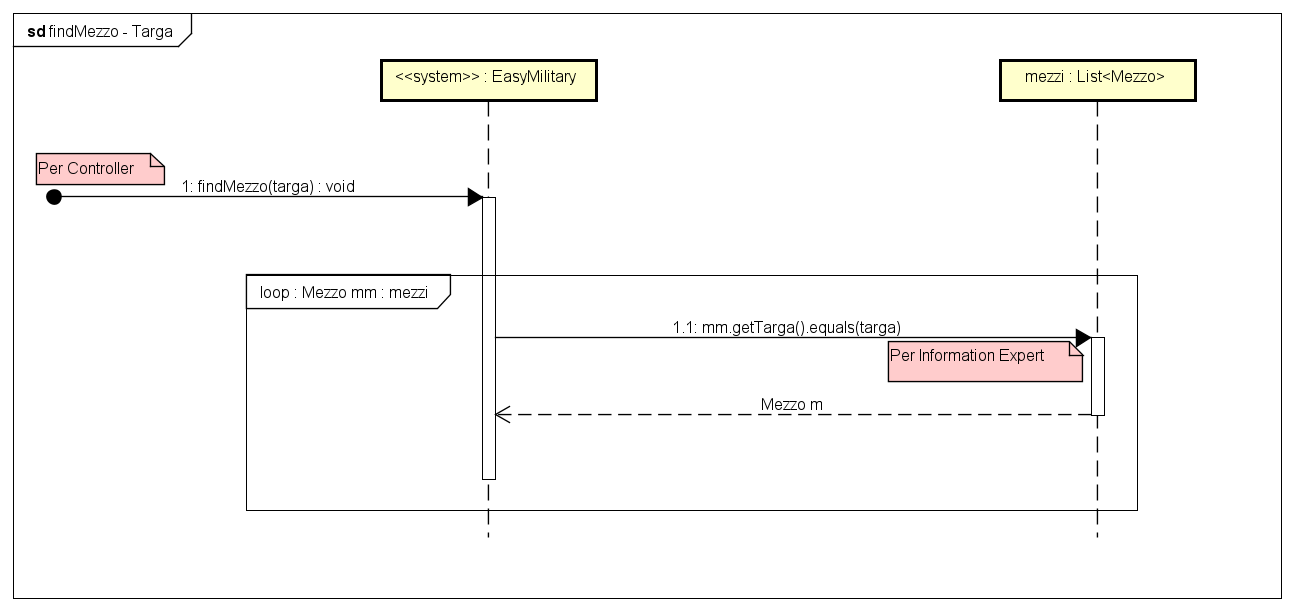 sd findMezzo - Targa
<<system>> : EasyMilitary
mezzi : List<Mezzo>
Per Controller
1: findMezzo(targa) : void
loop : Mezzo mm : mezzi
1.1: mm.getTarga().equals(targa)
Per Information Expert
Mezzo m